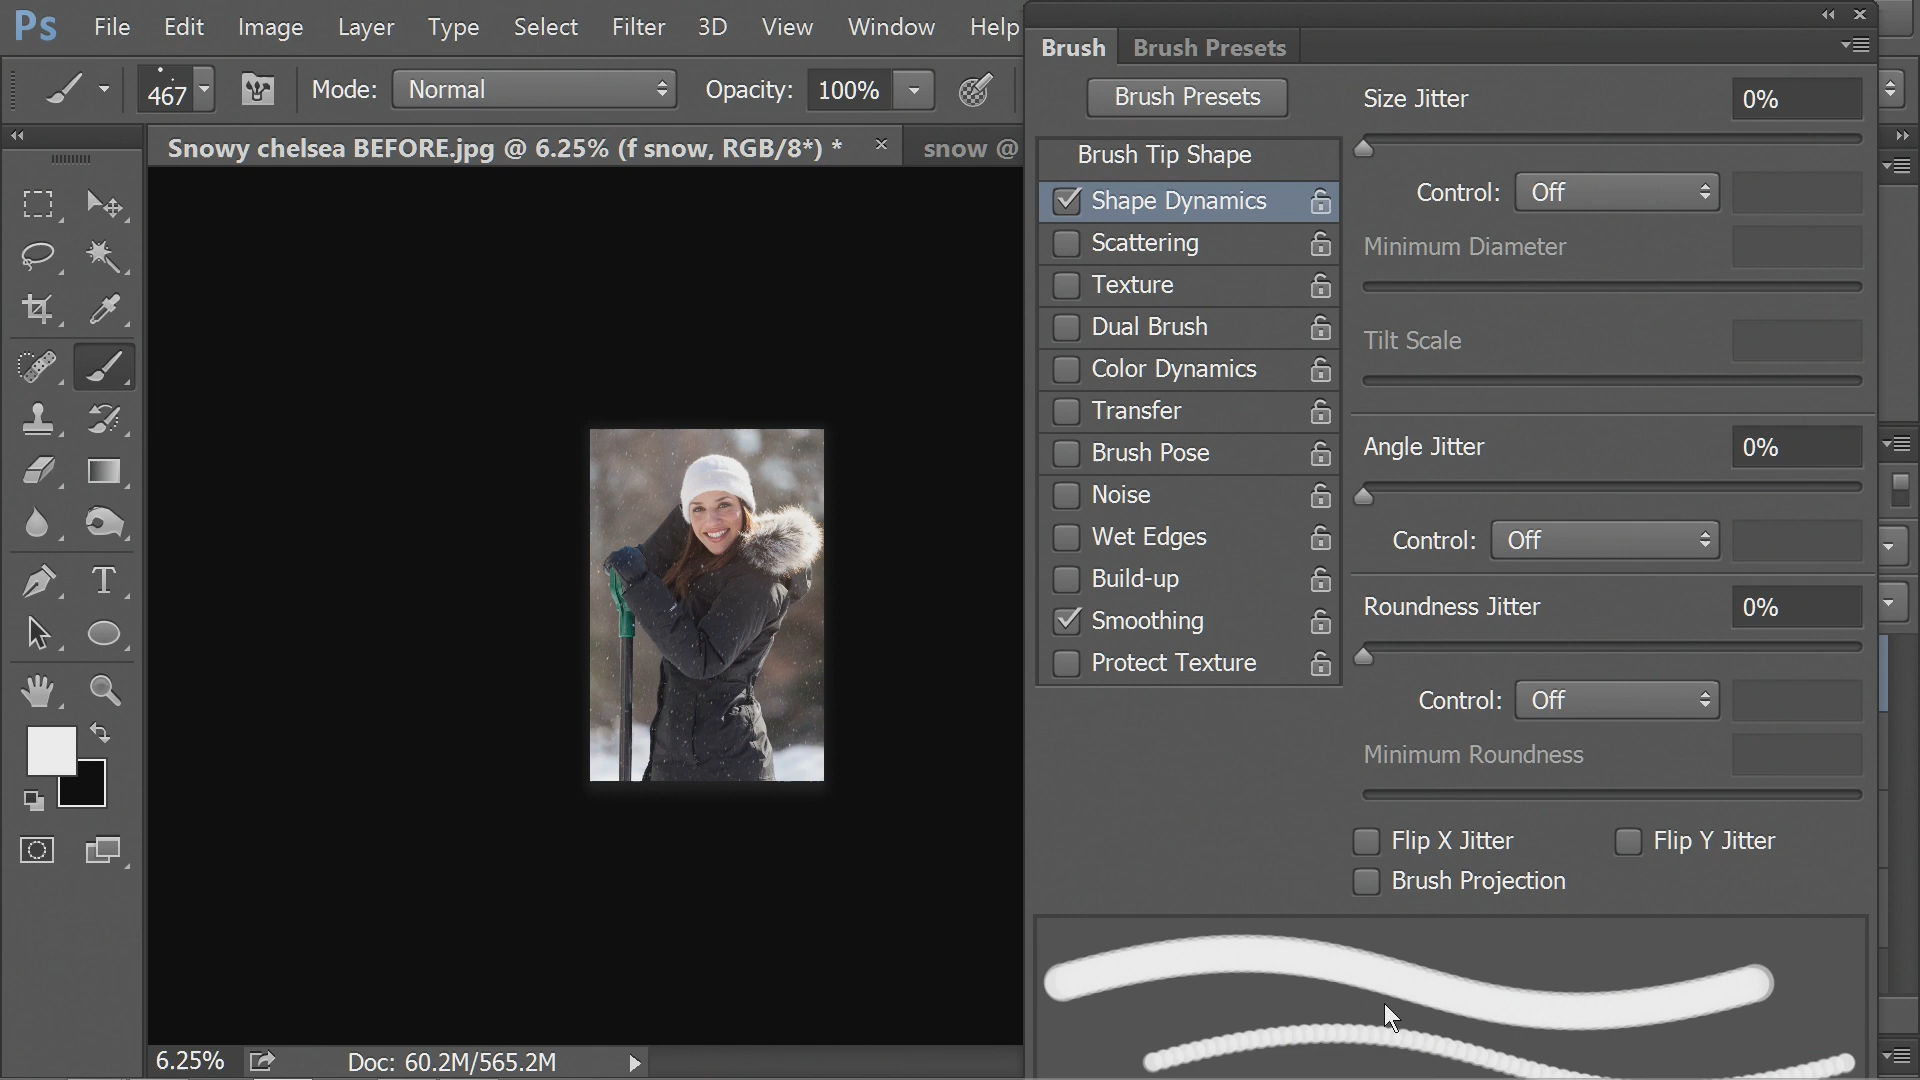 Ps File Edit Image Layer Type Select Filter 3D View Window Help
467 Mode: Normal Opacity: 100%
Snowy chelsea BEFORE.jpg @ 6.25% (f snow, RGB/8*) * × snow @
Brush Brush Presets
Brush Presets
Brush Tip Shape
Shape Dynamics
Scattering
Texture
Dual Brush
Color Dynamics
Transfer
Brush Pose
Noise
Wet Edges
Build-up
Smoothing
Protect Texture
Size Jitter 0%
Control: Off
Minimum Diameter
Tilt Scale
Angle Jitter 0%
Control: Off
Roundness Jitter 0%
Control: Off
Minimum Roundness
Flip X Jitter Flip Y Jitter
Brush Projection
T
6.25% Doc: 60.2M/565.2M